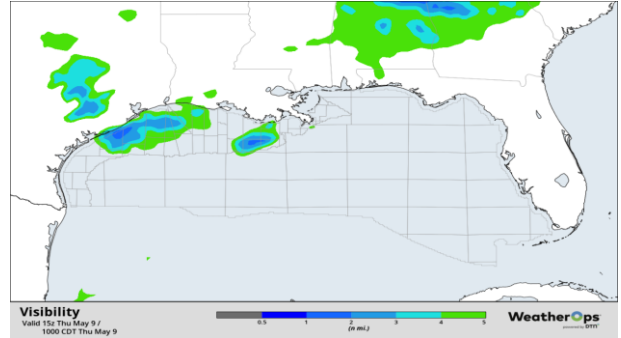 Visibility
Valid 15z Thu May 9 /
1000 CDT Thu May 9
0.5 1 2 3 4 5
(n mi.)
WeatherOps
powered by DTN